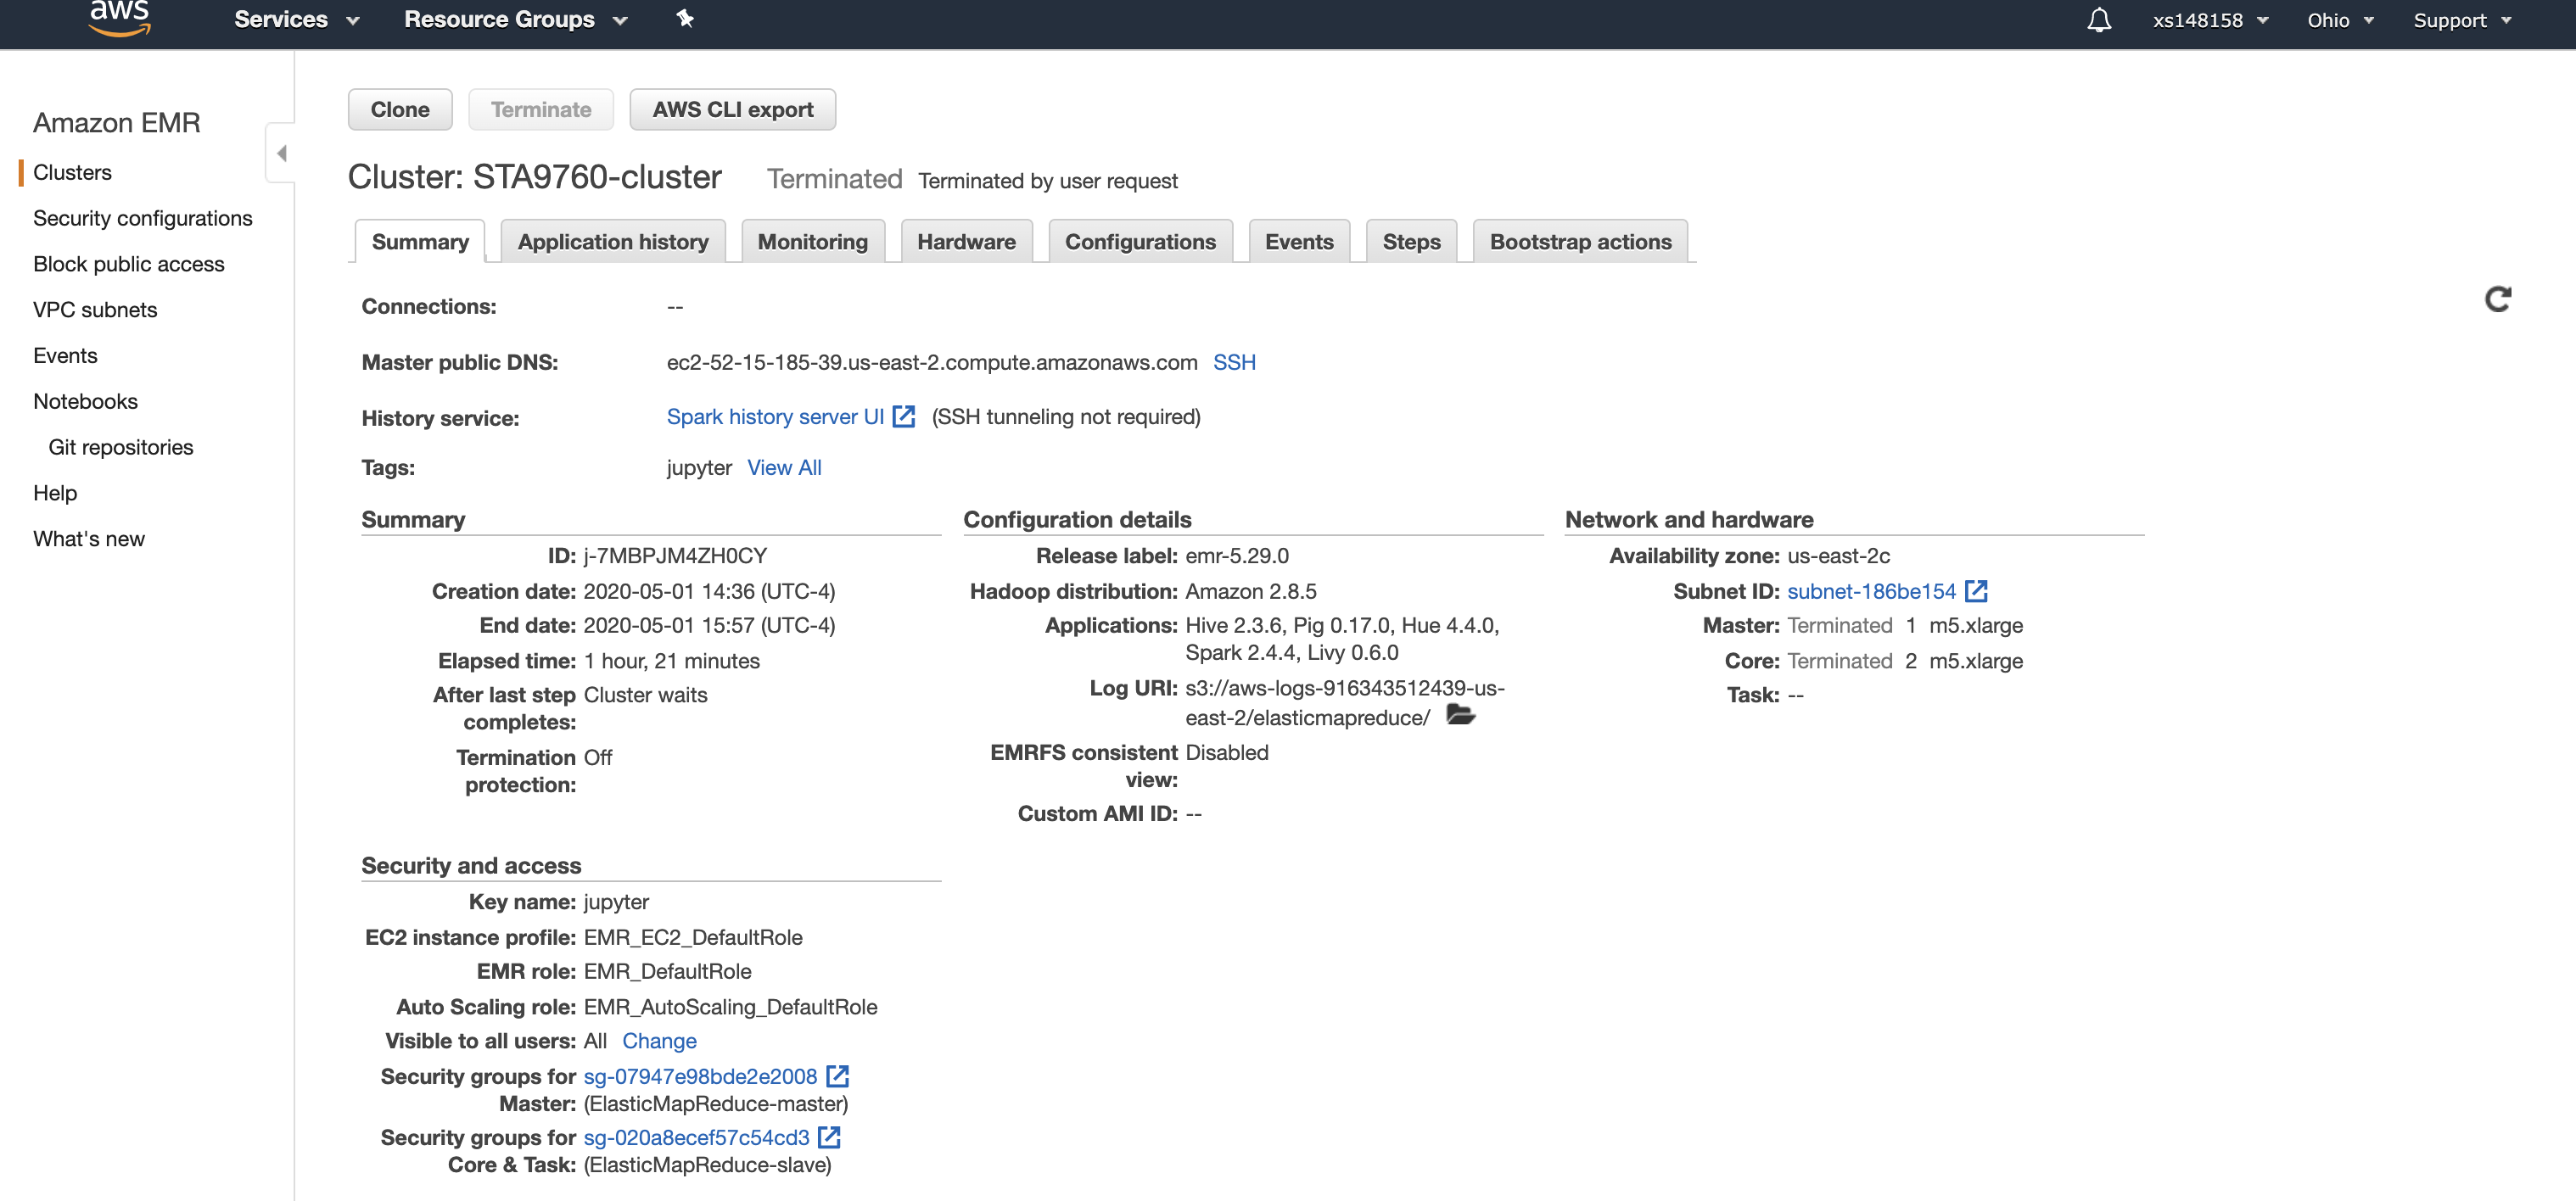 aws Services Resource Groups xs148158 Ohio Support
Amazon EMR
Clusters
Security configurations
Block public access
VPC subnets
Events
Notebooks
Git repositories
Help
What's new
Clone Terminate AWS CLI export
Cluster: STA9760-cluster Terminated Terminated by user request
Summary Application history Monitoring Hardware Configurations Events Steps Bootstrap actions
Connections: --
Master public DNS: ec2-52-15-185-39.us-east-2.compute.amazonaws.com SSH
History service: Spark history server UI (SSH tunneling not required)
Tags: jupyter View All
Summary
ID: j-7MBPJM4ZH0CY
Creation date: 2020-05-01 14:36 (UTC-4)
End date: 2020-05-01 15:57 (UTC-4)
Elapsed time: 1 hour, 21 minutes
After last step Cluster waits
completes:
Termination Off
protection:
Configuration details
Release label: emr-5.29.0
Hadoop distribution: Amazon 2.8.5
Applications: Hive 2.3.6, Pig 0.17.0, Hue 4.4.0,
Spark 2.4.4, Livy 0.6.0
Log URI: s3://aws-logs-916343512439-us-
east-2/elasticmapreduce/
EMRFS consistent Disabled
view:
Custom AMI ID: --
Network and hardware
Availability zone: us-east-2c
Subnet ID: subnet-186be154
Master: Terminated 1 m5.xlarge
Core: Terminated 2 m5.xlarge
Task: --
Security and access
Key name: jupyter
EC2 instance profile: EMR_EC2_DefaultRole
EMR role: EMR_DefaultRole
Auto Scaling role: EMR_AutoScaling_DefaultRole
Visible to all users: All Change
Security groups for sg-07947e98bde2e2008
Master: (ElasticMapReduce-master)
Security groups for sg-020a8ecef57c54cd3
Core & Task: (ElasticMapReduce-slave)